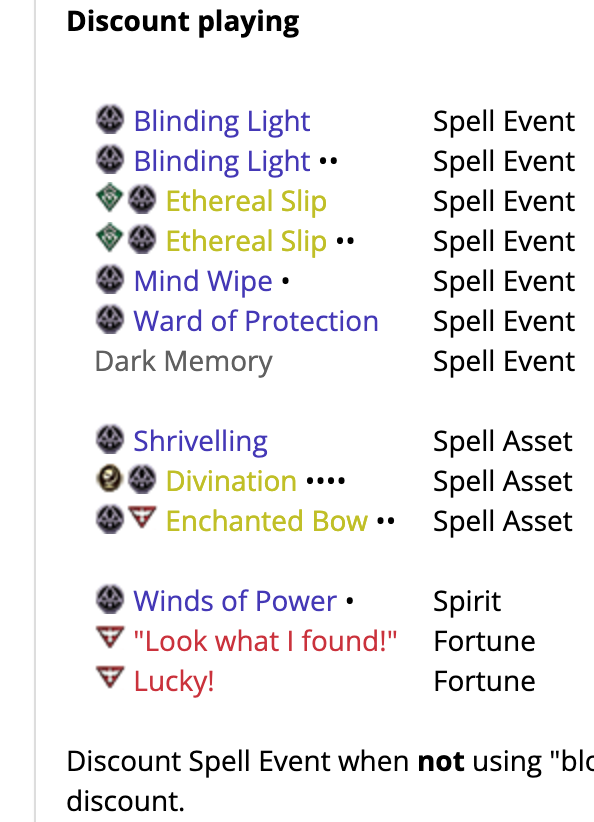 Discount playing
Blinding Light Spell Event
Blinding Light •• Spell Event
Ethereal Slip Spell Event
Ethereal Slip •• Spell Event
Mind Wipe • Spell Event
Ward of Protection Spell Event
Dark Memory Spell Event
Shrivelling Spell Asset
Divination •••• Spell Asset
Enchanted Bow •• Spell Asset
Winds of Power • Spirit
"Look what I found!" Fortune
Lucky! Fortune
Discount Spell Event when not using "blo
discount.